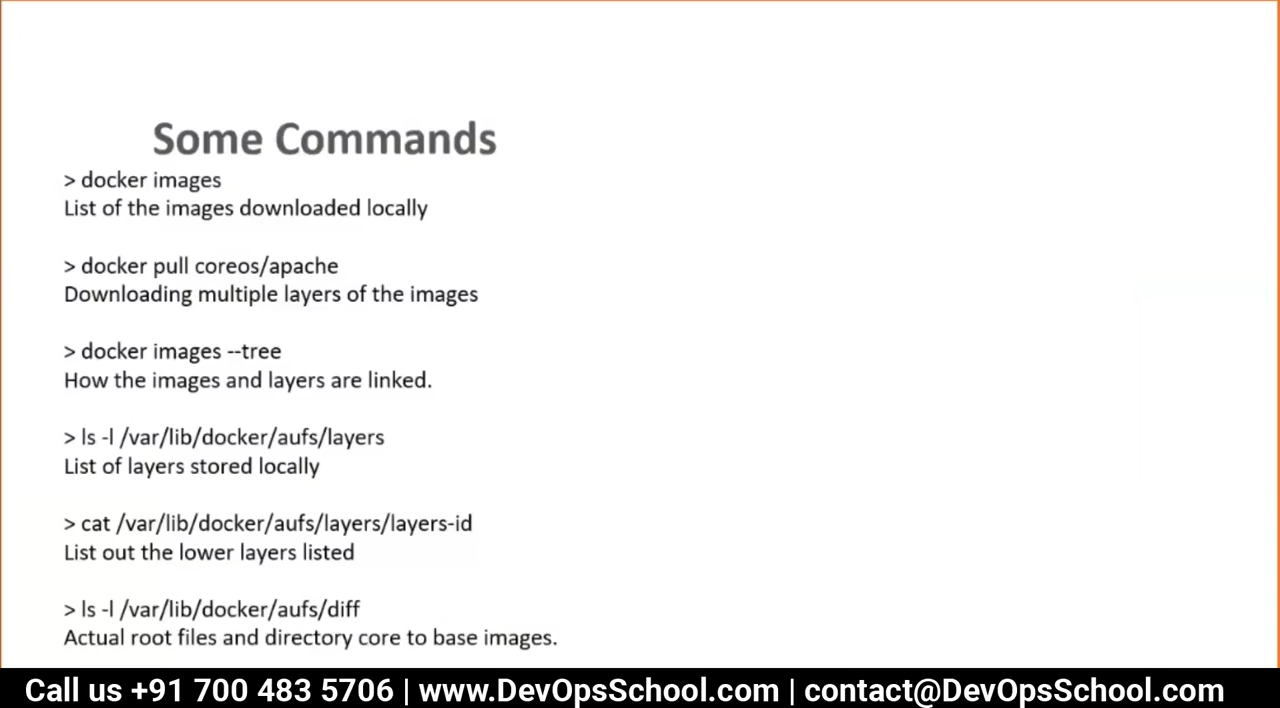 Some Commands
> docker images
List of the images downloaded locally
> docker pull coreos/apache
Downloading multiple layers of the images
> docker images --tree
How the images and layers are linked.
> ls -l /var/lib/docker/aufs/layers
List of layers stored locally
> cat /var/lib/docker/aufs/layers/layers-id
List out the lower layers listed
> ls -l /var/lib/docker/aufs/diff
Actual root files and directory core to base images.
Call us +91 700 483 5706 | www.DevOpsSchool.com | contact@DevOpsSchool.com